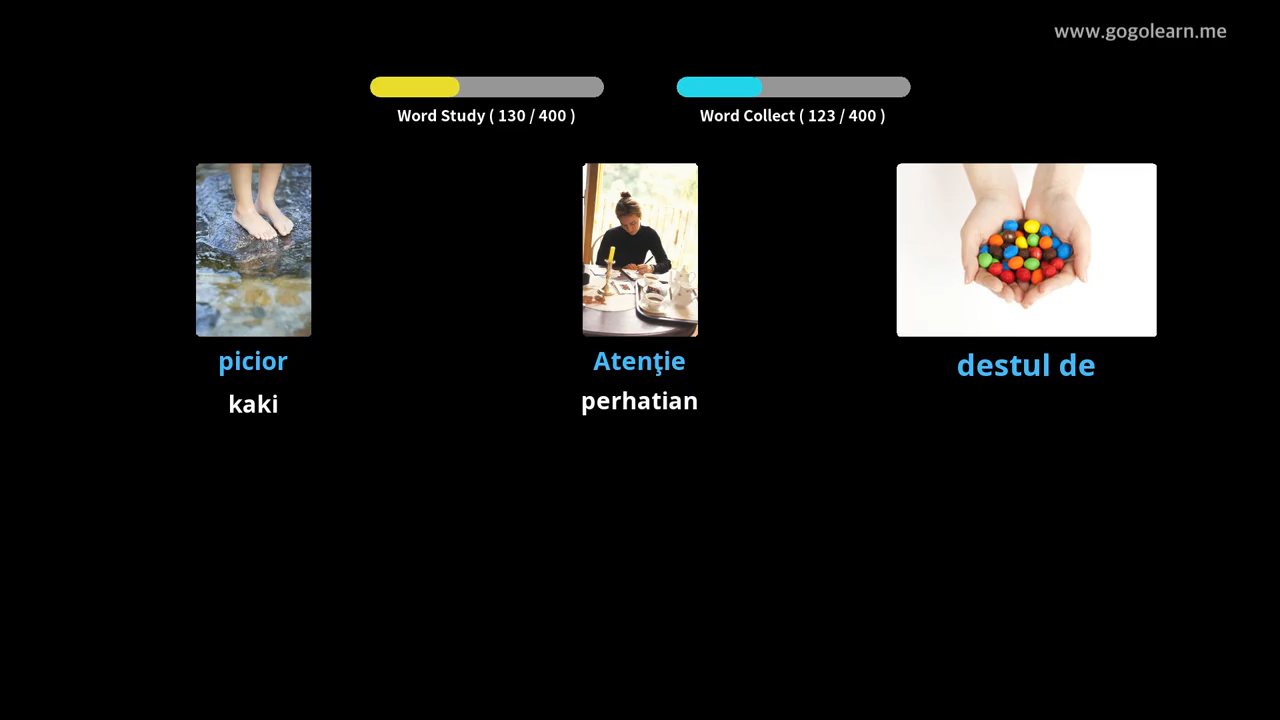 www.gogolearn.me
Word Study ( 130 / 400 )
Word Collect ( 123 / 400 )
picior
Atenţie
destul de
kaki
perhatian